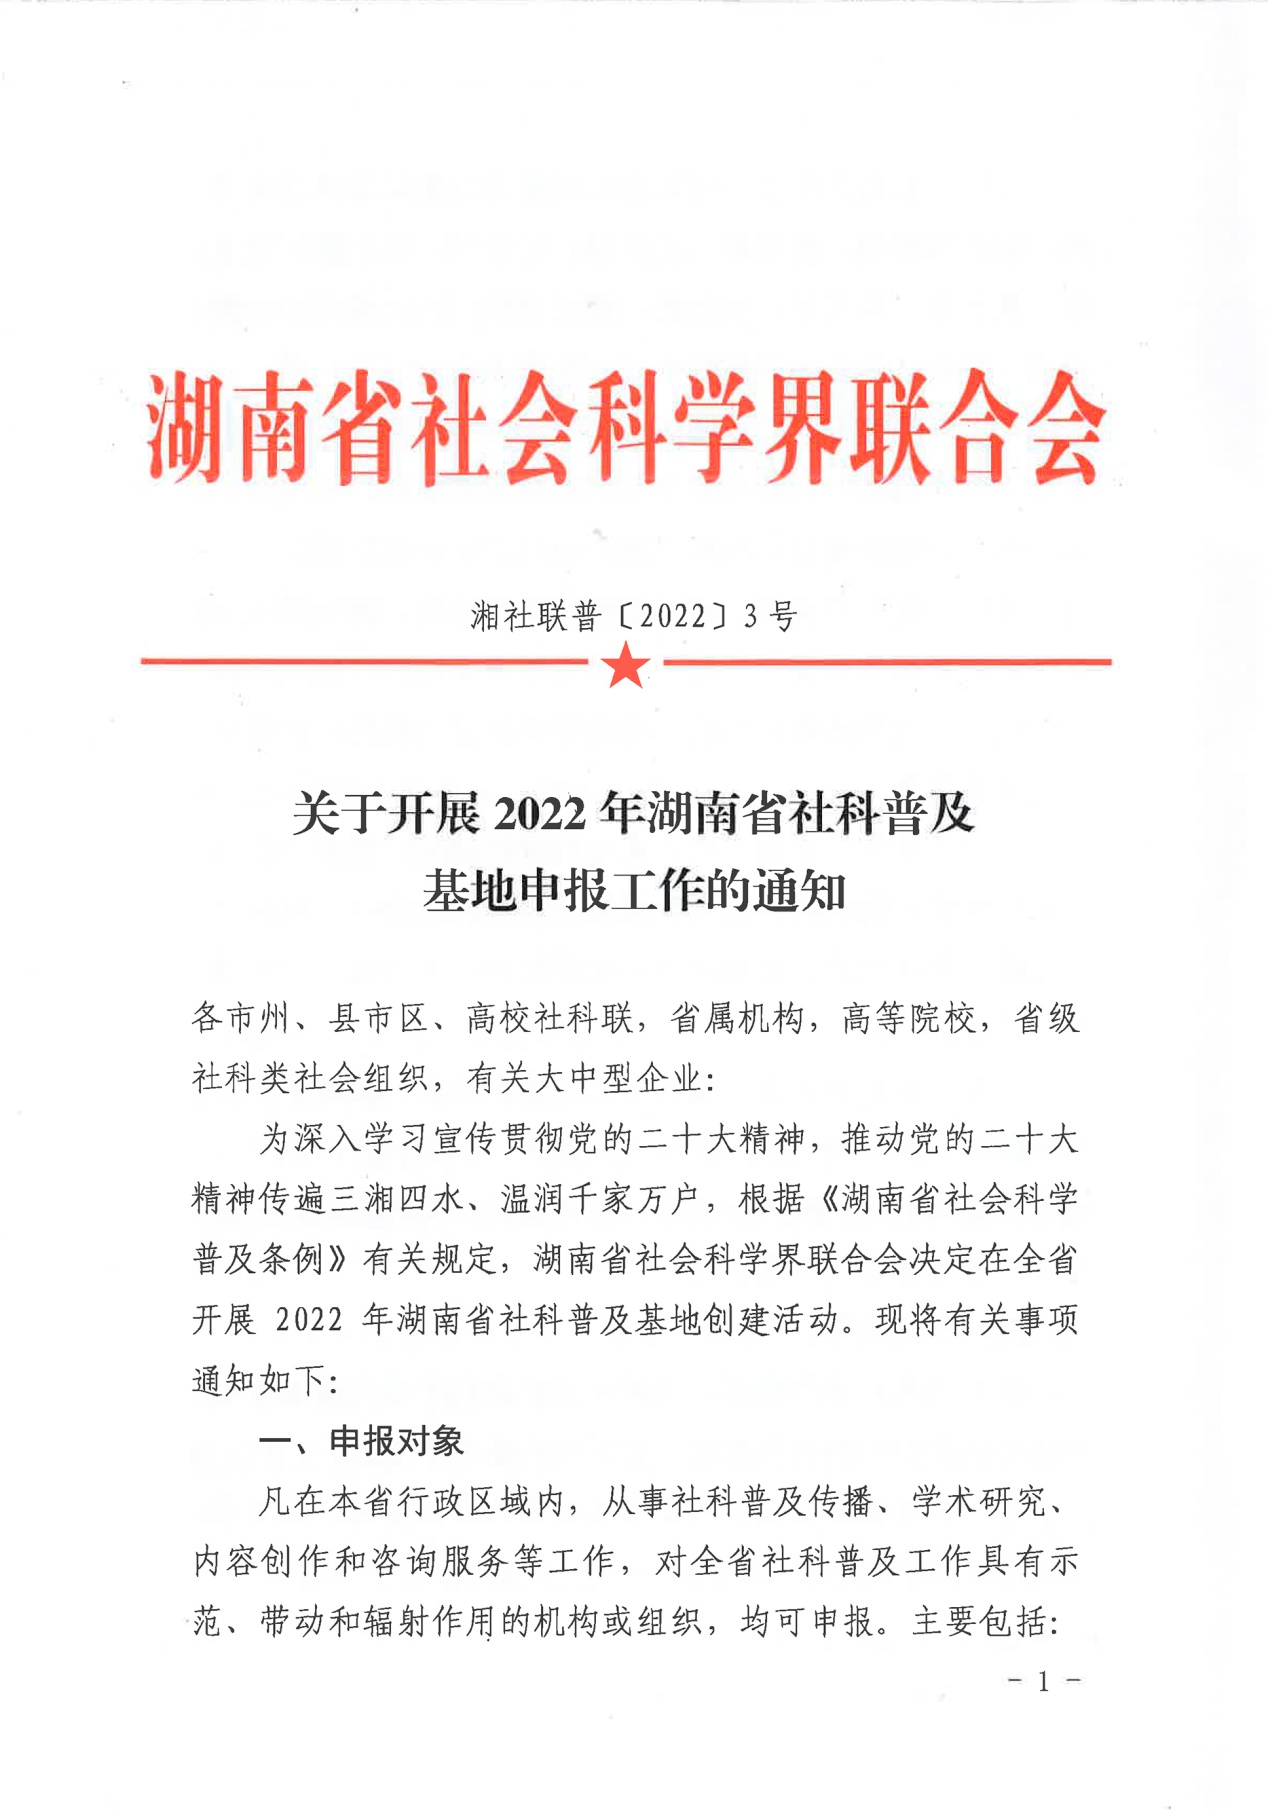 湖南省社会科学界联合会
湘社联普〔2022〕3号
关于开展 2022 年湖南省社科普及
基地申报工作的通知
各市州、县市区、高校社科联，省属机构，高等院校，省级
社科类社会组织，有关大中型企业：
为深入学习宣传贯彻党的二十大精神，推动党的二十大
精神传遍三湘四水、温润千家万户，根据《湖南省社会科学
普及条例》有关规定，湖南省社会科学界联合会决定在全省
开展 2022 年湖南省社科普及基地创建活动。现将有关事项
通知如下：
一、申报对象
凡在本省行政区域内，从事社科普及传播、学术研究、
内容创作和咨询服务等工作，对全省社科普及工作具有示
范、带动和辐射作用的机构或组织，均可申报。主要包括：
- 1 -